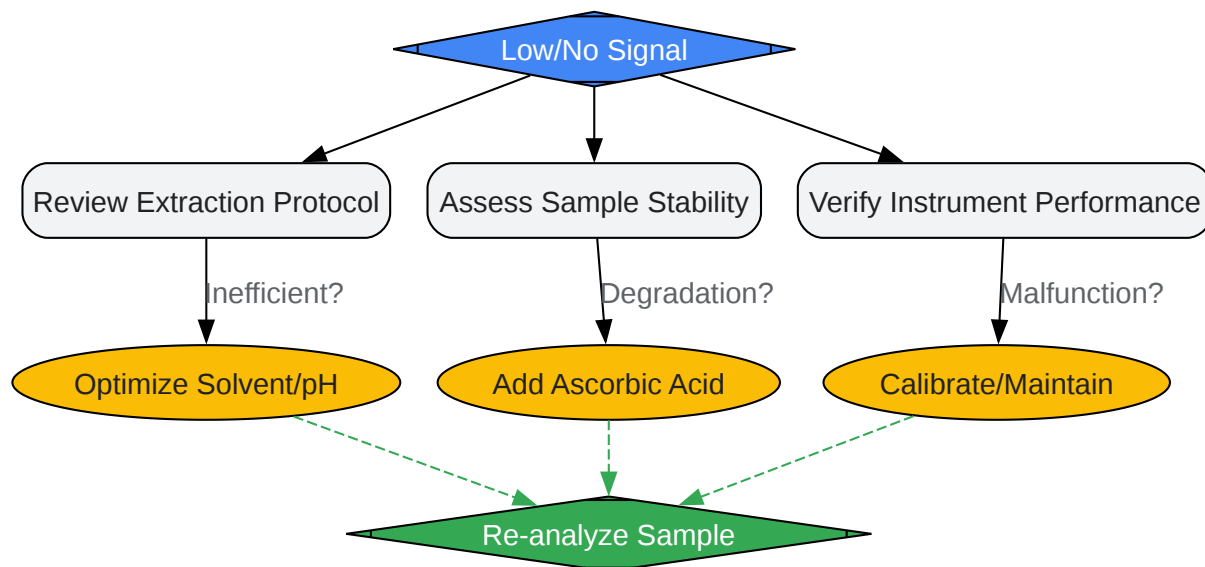 Low/No Signal
Review Extraction Protocol
Assess Sample Stability
Verify Instrument Performance
Inefficient?
Degradation?
Malfunction?
Optimize Solvent/pH
Add Ascorbic Acid
Calibrate/Maintain
Re-analyze Sample